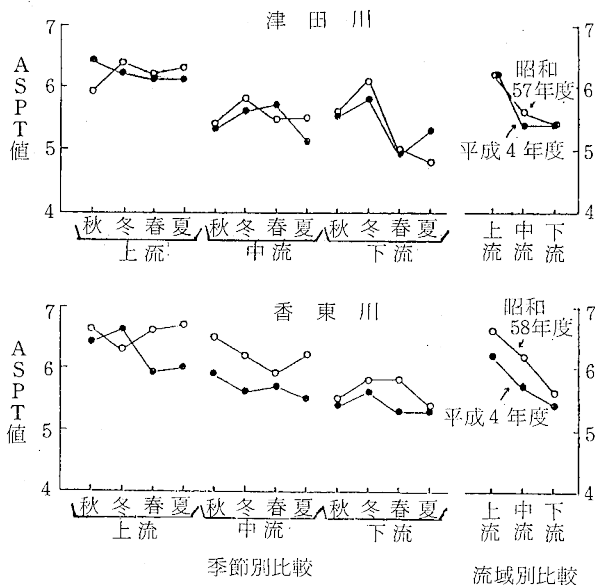 津田川
7
6
5
4
ASPT値
秋 冬 春 夏
上流
秋 冬 春 夏
中流
秋 冬 春 夏
下流
7
6
5
4
昭和
57年度
平成4年度
上流
中流
下流
香東川
7
6
5
4
ASPT値
秋 冬 春 夏
上流
秋 冬 春 夏
中流
秋 冬 春 夏
下流
7
6
5
4
昭和
58年度
平成4年度
上流
中流
下流
季節別比較
流域別比較